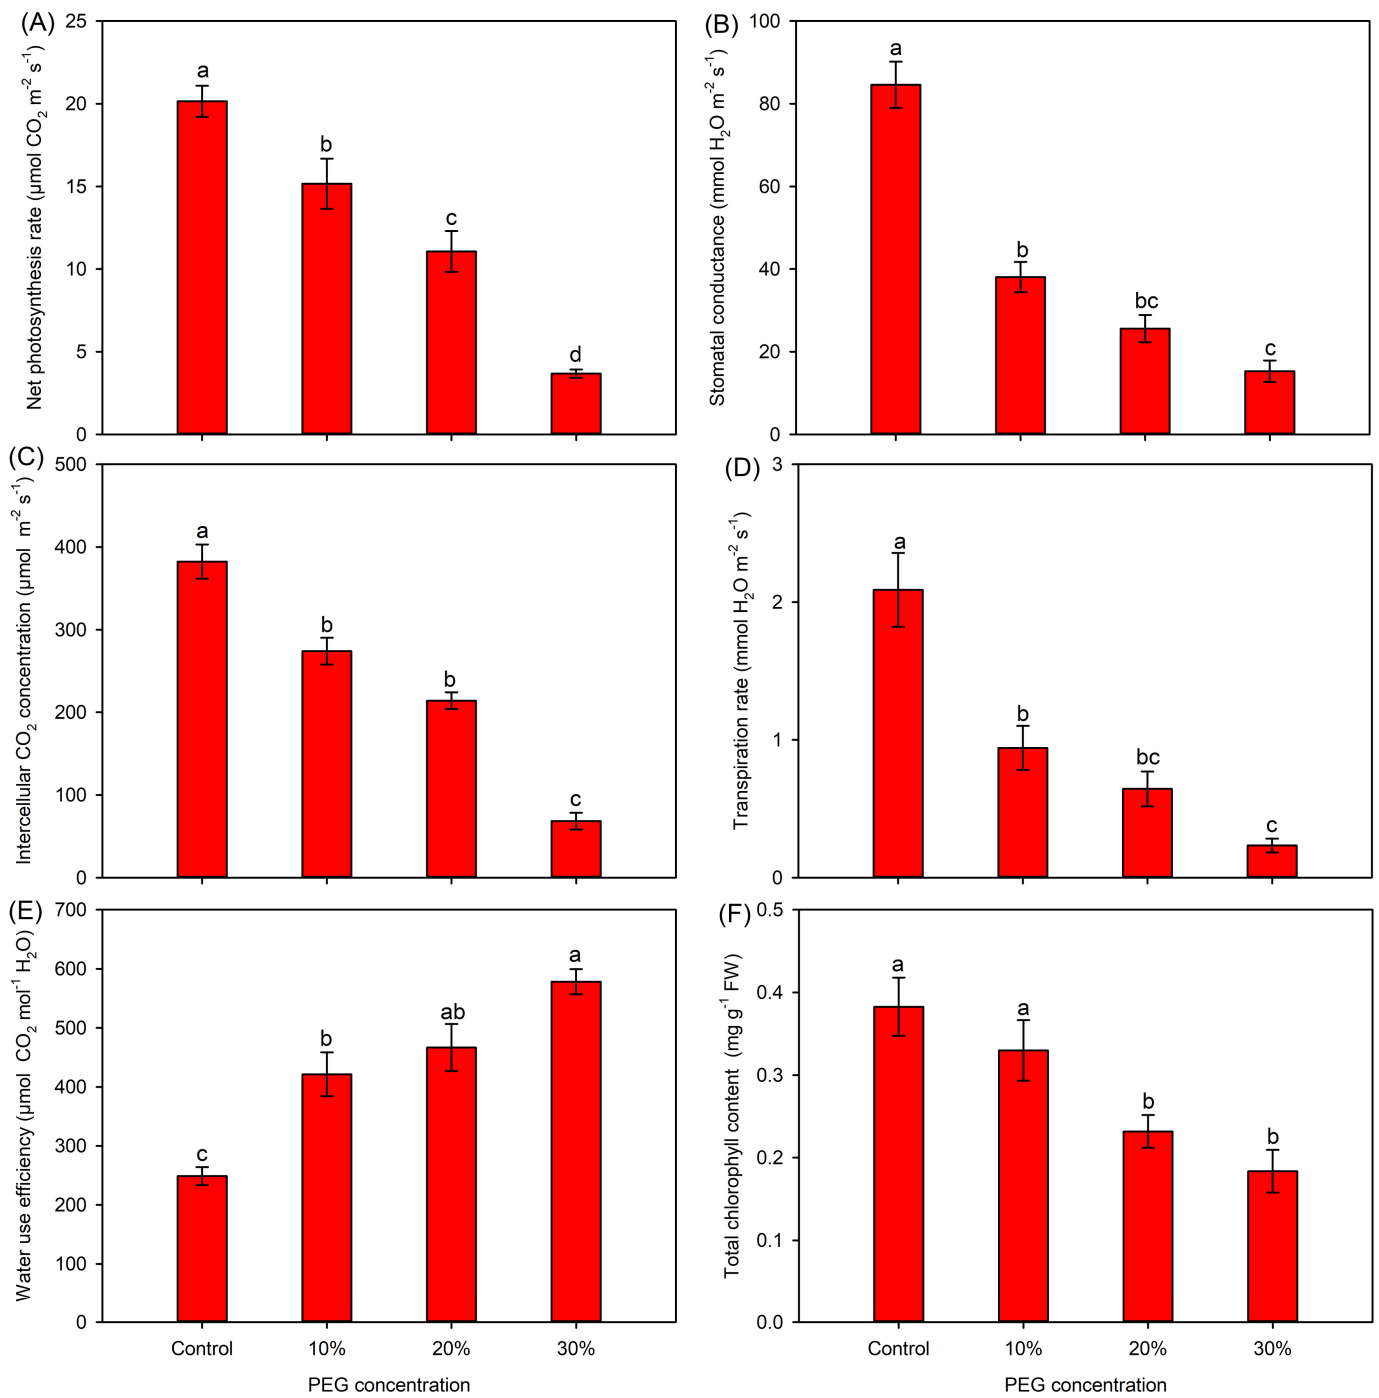 (A)
Net photosynthesis rate (µmol CO2 m-2 s-1)
25
20
15
10
5
0
a
b
c
d
(B)
Stomatal conductance (mmol H2O m-2 s-1)
100
80
60
40
20
0
a
b
bc
c
(C)
Intercellular CO2 concentration (µmol m-2 s-1)
500
400
300
200
100
0
a
b
b
c
(D)
Transpiration rate (mmol H2O m-2 s-1)
3
2
1
0
a
b
bc
c
(E)
Water use efficiency (µmol CO2 mol-1 H2O)
700
600
500
400
300
200
100
0
c
b
ab
a
Control 10% 20% 30%
PEG concentration
(F)
Total chlorophyll content (mg g-1 FW)
0.5
0.4
0.3
0.2
0.1
0.0
a
a
b
b
Control 10% 20% 30%
PEG concentration